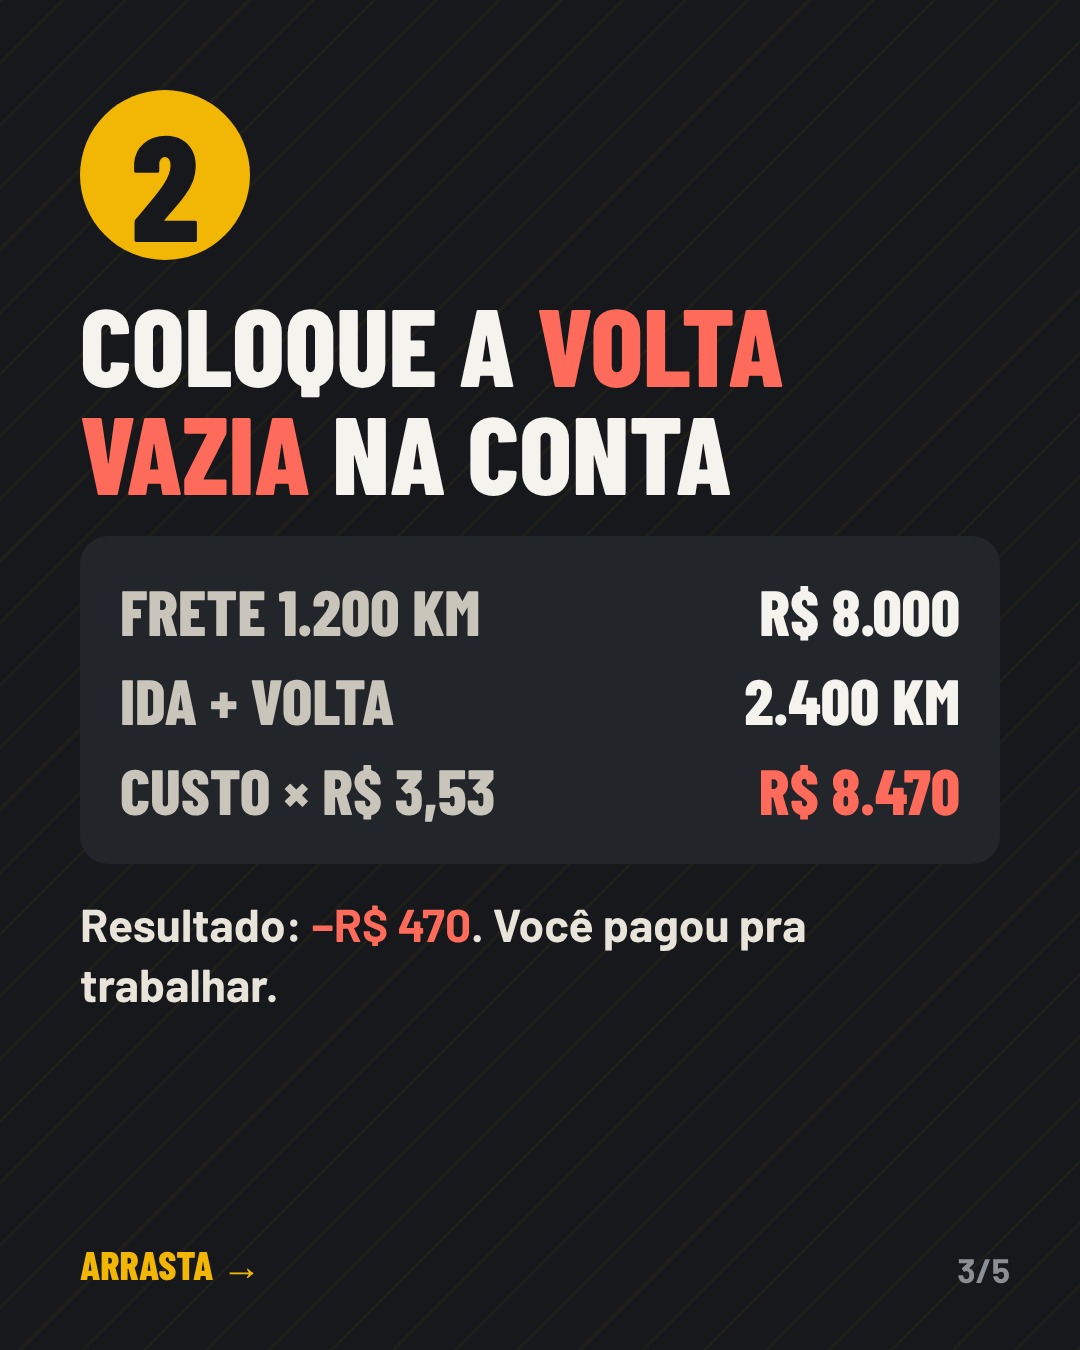 2
COLOQUE A VOLTA
VAZIA NA CONTA
FRETE 1.200 KM R$ 8.000
IDA + VOLTA 2.400 KM
CUSTO × R$ 3,53 R$ 8.470
Resultado: −R$ 470. Você pagou pra
trabalhar.
ARRASTA → 3/5